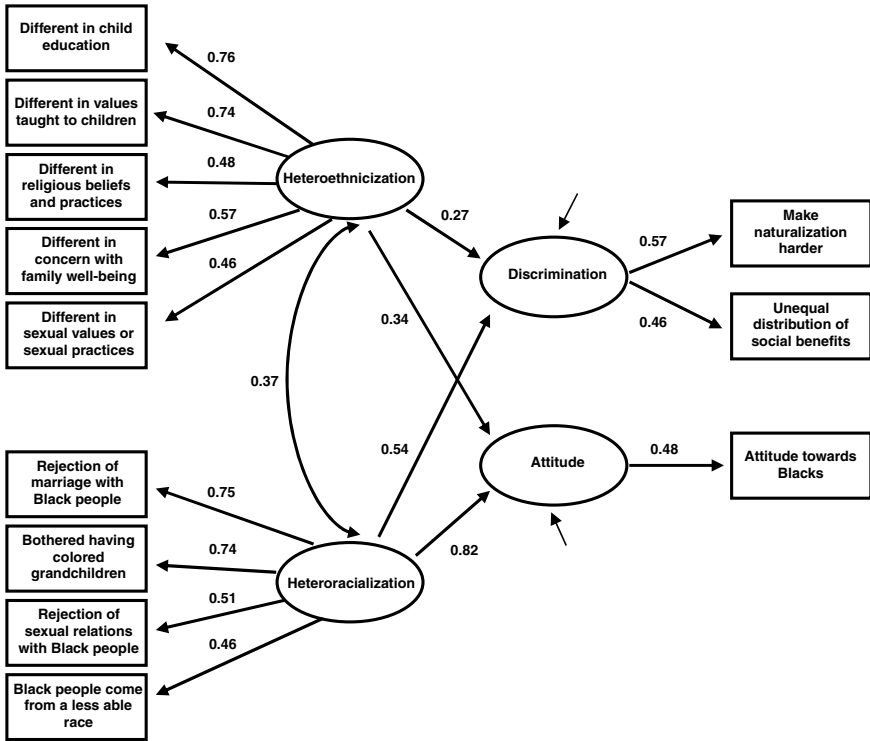 Different in child
education
0.76
Different in values
taught to children
0.74
Different in
religious beliefs
and practices
0.48
Different in
concern with
family well-being
0.57
Different in
sexual values or
sexual practices
0.46
Heteroethnicization
0.27
0.34
0.37
Discrimination
0.57
Make
naturalization
harder
0.46
Unequal
distribution of
social benefits
0.54
Attitude
0.48
Attitude towards
Blacks
0.82
Rejection of
marriage with
Black people
0.75
Bothered having
colored
grandchildren
0.74
Heteroracialization
Rejection of
sexual relations
with Black people
0.51
Black people come
from a less able
race
0.46